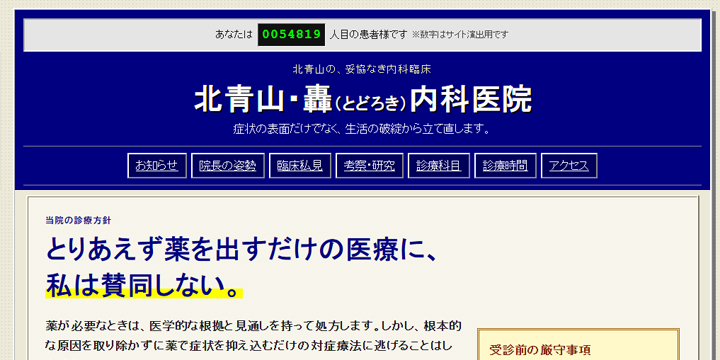 あなたは 0054819 人目の患者様です ※数字はサイト演出用です
北青山の、妥協なき内科臨床
北青山・轟(とどろき)内科医院
症状の表面だけでなく、生活の破綻から立て直します。
お知らせ 院長の姿勢 臨床私見 考察・研究 診療科目 診療時間 アクセス
当院の診療方針
とりあえず薬を出すだけの医療に、
私は賛同しない。
薬が必要なときは、医学的な根拠と見通しを持って処方します。しかし、根本的
な原因を取り除かずに薬で症状を抑え込むだけの対症療法に逃げることはし
受診前の厳守事項